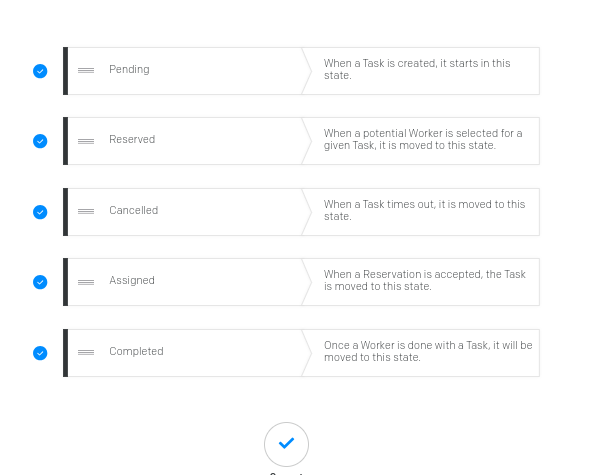 Pending
When a Task is created, it starts in this
state.
Reserved
When a potential Worker is selected for a
given Task, it is moved to this state.
Cancelled
When a Task times out, it is moved to this
state.
Assigned
When a Reservation is accepted, the Task
is moved to this state.
Completed
Once a Worker is done with a Task, it will be
moved to this state.